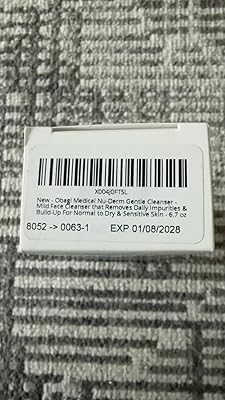 X004J0FTSL
New - Obagi Medical Nu-Derm Gentle Cleanser -
Mild Face Cleanser that Removes Daily Impurities &
Build-Up For Normal to Dry & Sensitive Skin - 6.7 oz
8052 -> 0063-1 EXP 01/08/2028